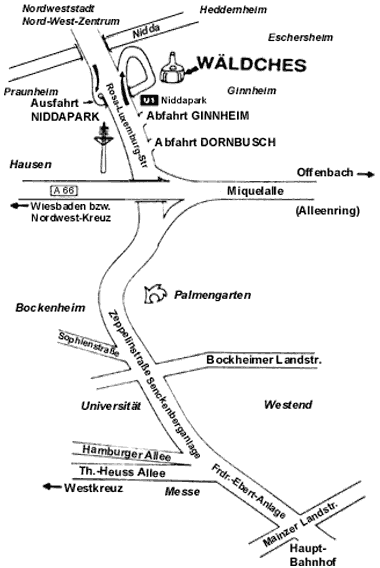 Nordweststadt
Nord-West-Zentrum
Heddernheim
Nidda
Eschersheim
WÄLDCHES
Praunheim
Ginnheim
U1 Niddapark
Ausfahrt
NIDDAPARK
Rosa-Luxemburg-Str
Abfahrt GINNHEIM
Abfahrt DORNBUSCH
Hausen
Offenbach
A 66
Miquelalle
Wiesbaden bzw.
Nordwest-Kreuz
(Alleenring)
Palmengarten
Bockenheim
Zeppelinstraße
Sophienstraße
Bockheimer Landstr.
Senckenberganlage
Universität
Westend
Hamburger Allee
Th.-Heuss Allee
Westkreuz
Messe
Frdr.-Ebert-Anlage
Mainzer Landstr.
Haupt-
Bahnhof